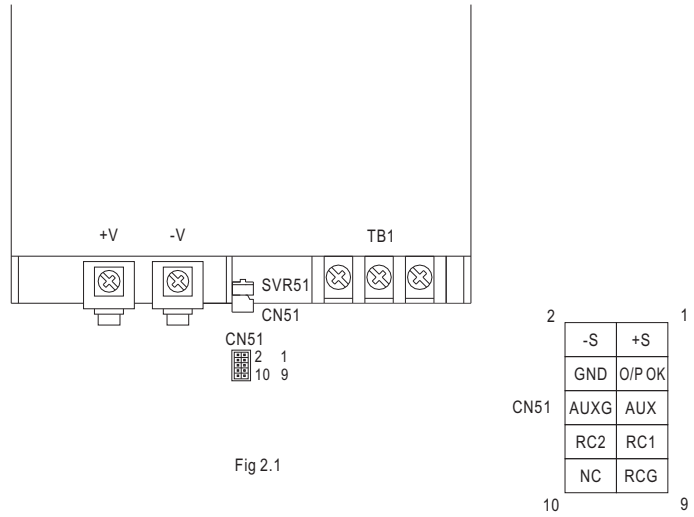 +V -V TB1
SVR51
CN51
CN51
2 1
10 9
Fig 2.1
2 1
-S +S
GND O/P OK
CN51 AUXG AUX
RC2 RC1
NC RCG
10 9